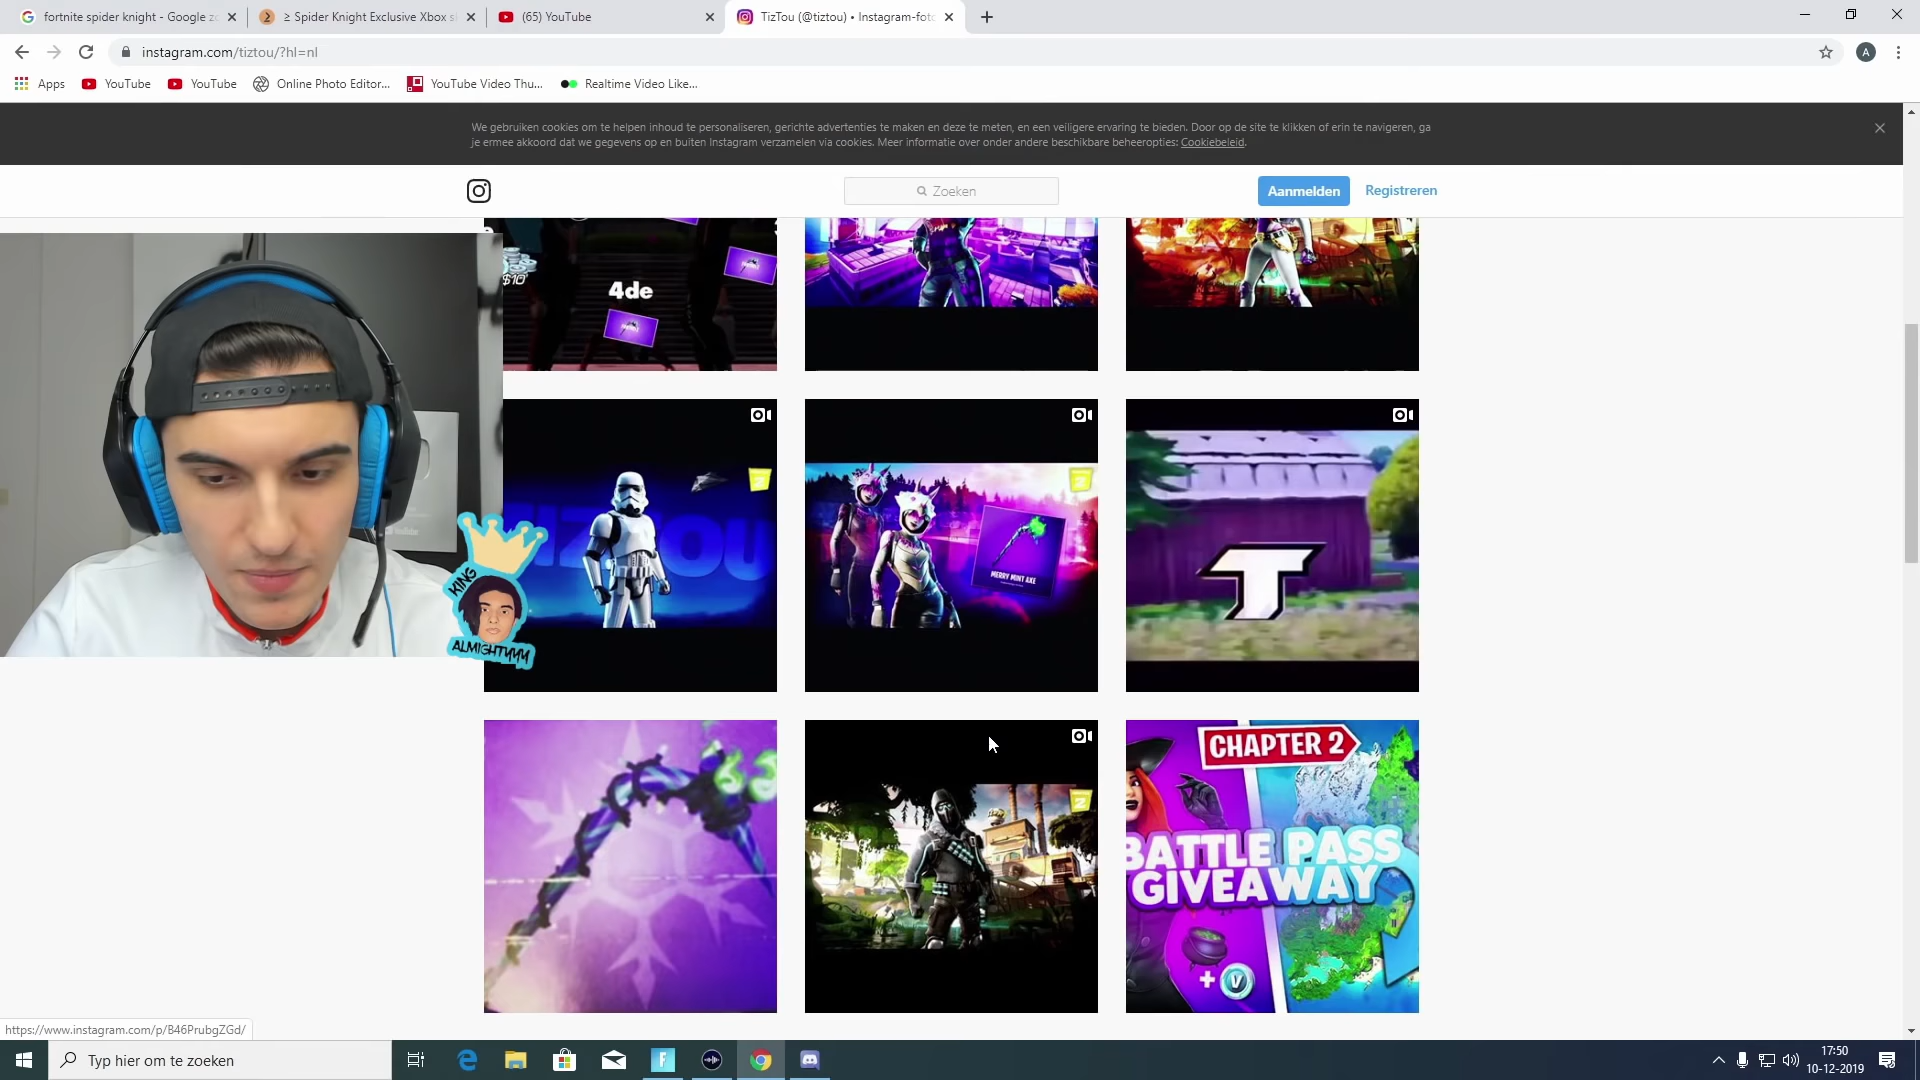 fortnite spider knight - Google zo
≥ Spider Knight Exclusive Xbox s
(65) YouTube
TizTou (@tiztou) • Instagram-foto
instagram.com/tiztou/?hl=nl
A
Apps
YouTube
YouTube
Online Photo Editor...
YouTube Video Thu...
Realtime Video Like...
We gebruiken cookies om te helpen inhoud te personaliseren, gerichte advertenties te maken en deze te meten, en een veiligere ervaring te bieden. Door op de site te klikken of erin te navigeren, ga
je ermee akkoord dat we gegevens op en buiten Instagram verzamelen via cookies. Meer informatie over onder andere beschikbare beheeropties: Cookiebeleid.
Zoeken
Aanmelden
Registreren
$10
4de
TIZTOU
MERRY MINT AXE
T
KING
ALMIGHTYYY
YouTube
CHAPTER 2
BATTLE PASS
GIVEAWAY
+ V
https://www.instagram.com/p/B46PrubgZGd/
Typ hier om te zoeken
17:50
10-12-2019